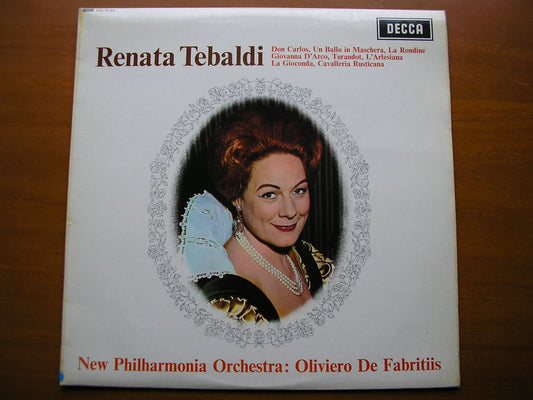 DECCA
Renata Tebaldi
Don Carlos, Un Ballo in Maschera, La Rondine
Giovanna D'Arco, Turandot, L'Arlesiana
La Gioconda, Cavalleria Rusticana
New Philharmonia Orchestra: Oliviero De Fabritiis